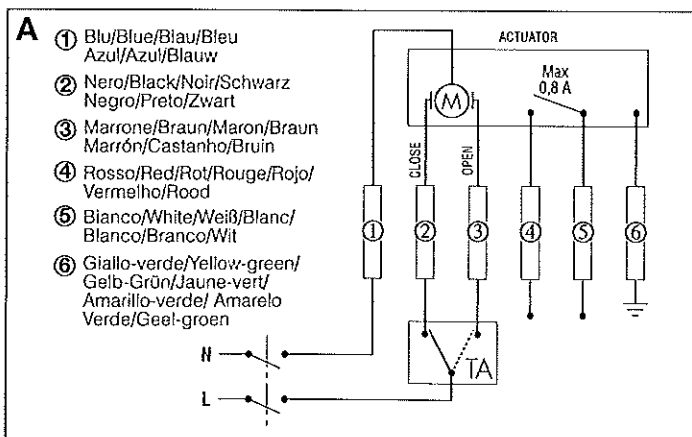 A
① Blu/Blue/Blau/Bleu
Azul/Azul/Blauw
② Nero/Black/Noir/Schwarz
Negro/Preto/Zwart
③ Marrone/Braun/Maron/Braun
Marrón/Castanho/Bruin
④ Rosso/Red/Rot/Rouge/Rojo/
Vermelho/Rood
⑤ Bianco/White/Weiß/Blanc/
Blanco/Branco/Wit
⑥ Giallo-verde/Yellow-green/
Gelb-Grün/Jaune-vert/
Amarillo-verde/ Amarelo
Verde/Geel-groen
ACTUATOR
Max
0,8 A
M
CLOSE
OPEN
① ② ③ ④ ⑤ ⑥
TA
N
L